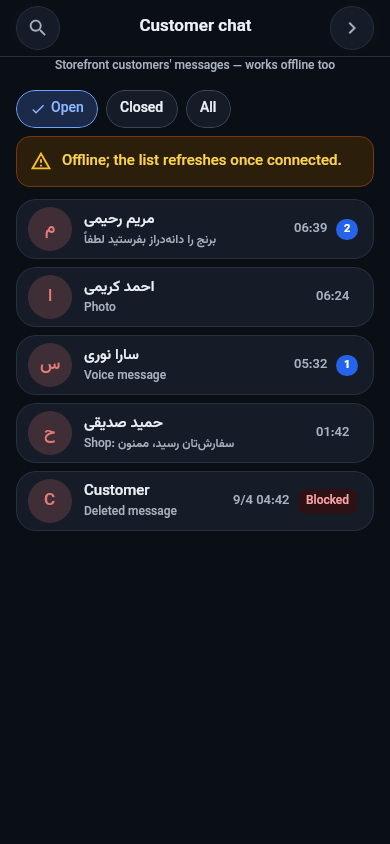 Customer chat
Storefront customers' messages — works offline too
Open
Closed
All
Offline; the list refreshes once connected.
م
مریم رحیمی
06:39
2
برنج را دانه‌دراز بفرستید لطفاً
ا
احمد کریمی
06:24
Photo
س
سارا نوری
05:32
1
Voice message
ح
حمید صدیقی
01:42
Shop: سفارش‌تان رسید، ممنون
C
Customer
9/4 04:42
Blocked
Deleted message